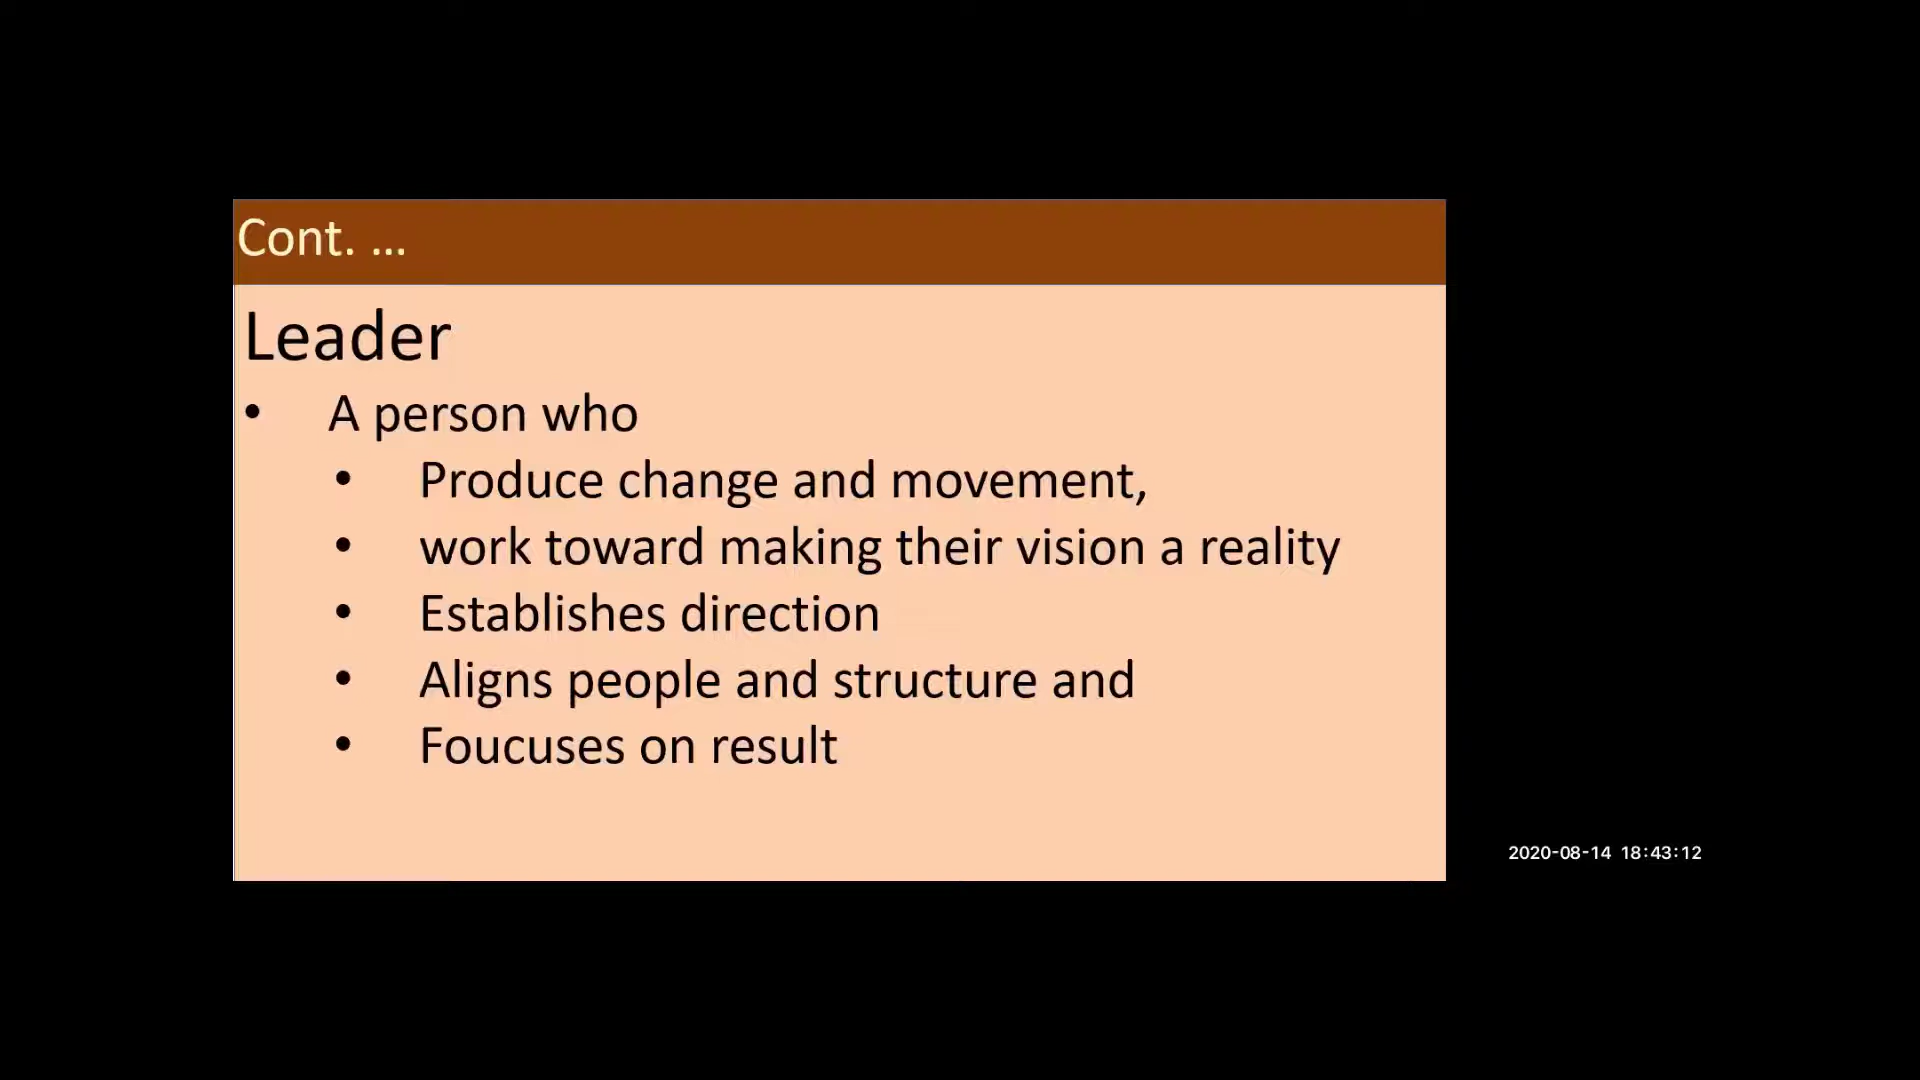 Cont. ...
Leader
• A person who
• Produce change and movement,
• work toward making their vision a reality
• Establishes direction
• Aligns people and structure and
• Foucuses on result
2020-08-14 18:43:12